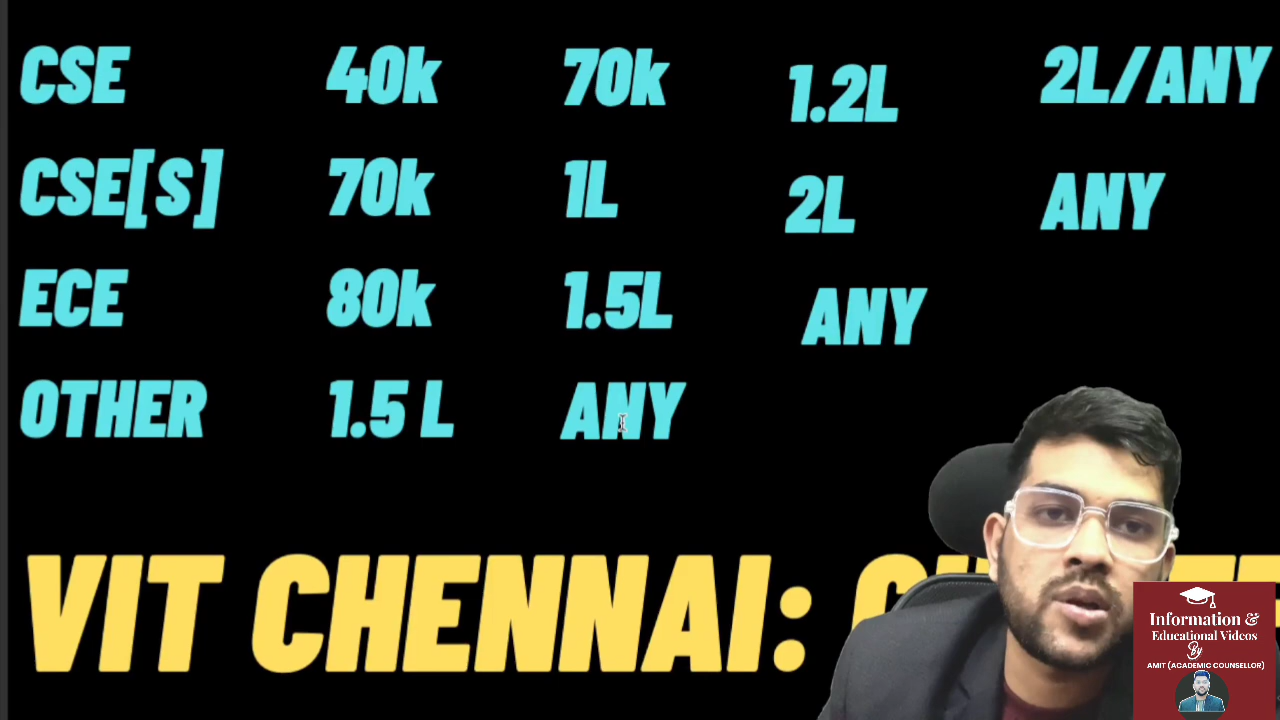 CSE 40k 70k 1.2L 2L/ANY
CSE[S] 70k 1L 2L ANY
ECE 80k 1.5L ANY
OTHER 1.5 L ANY
VIT CHENNAI:
Information &
Educational Videos
By
AMIT (ACADEMIC COUNSELLOR)